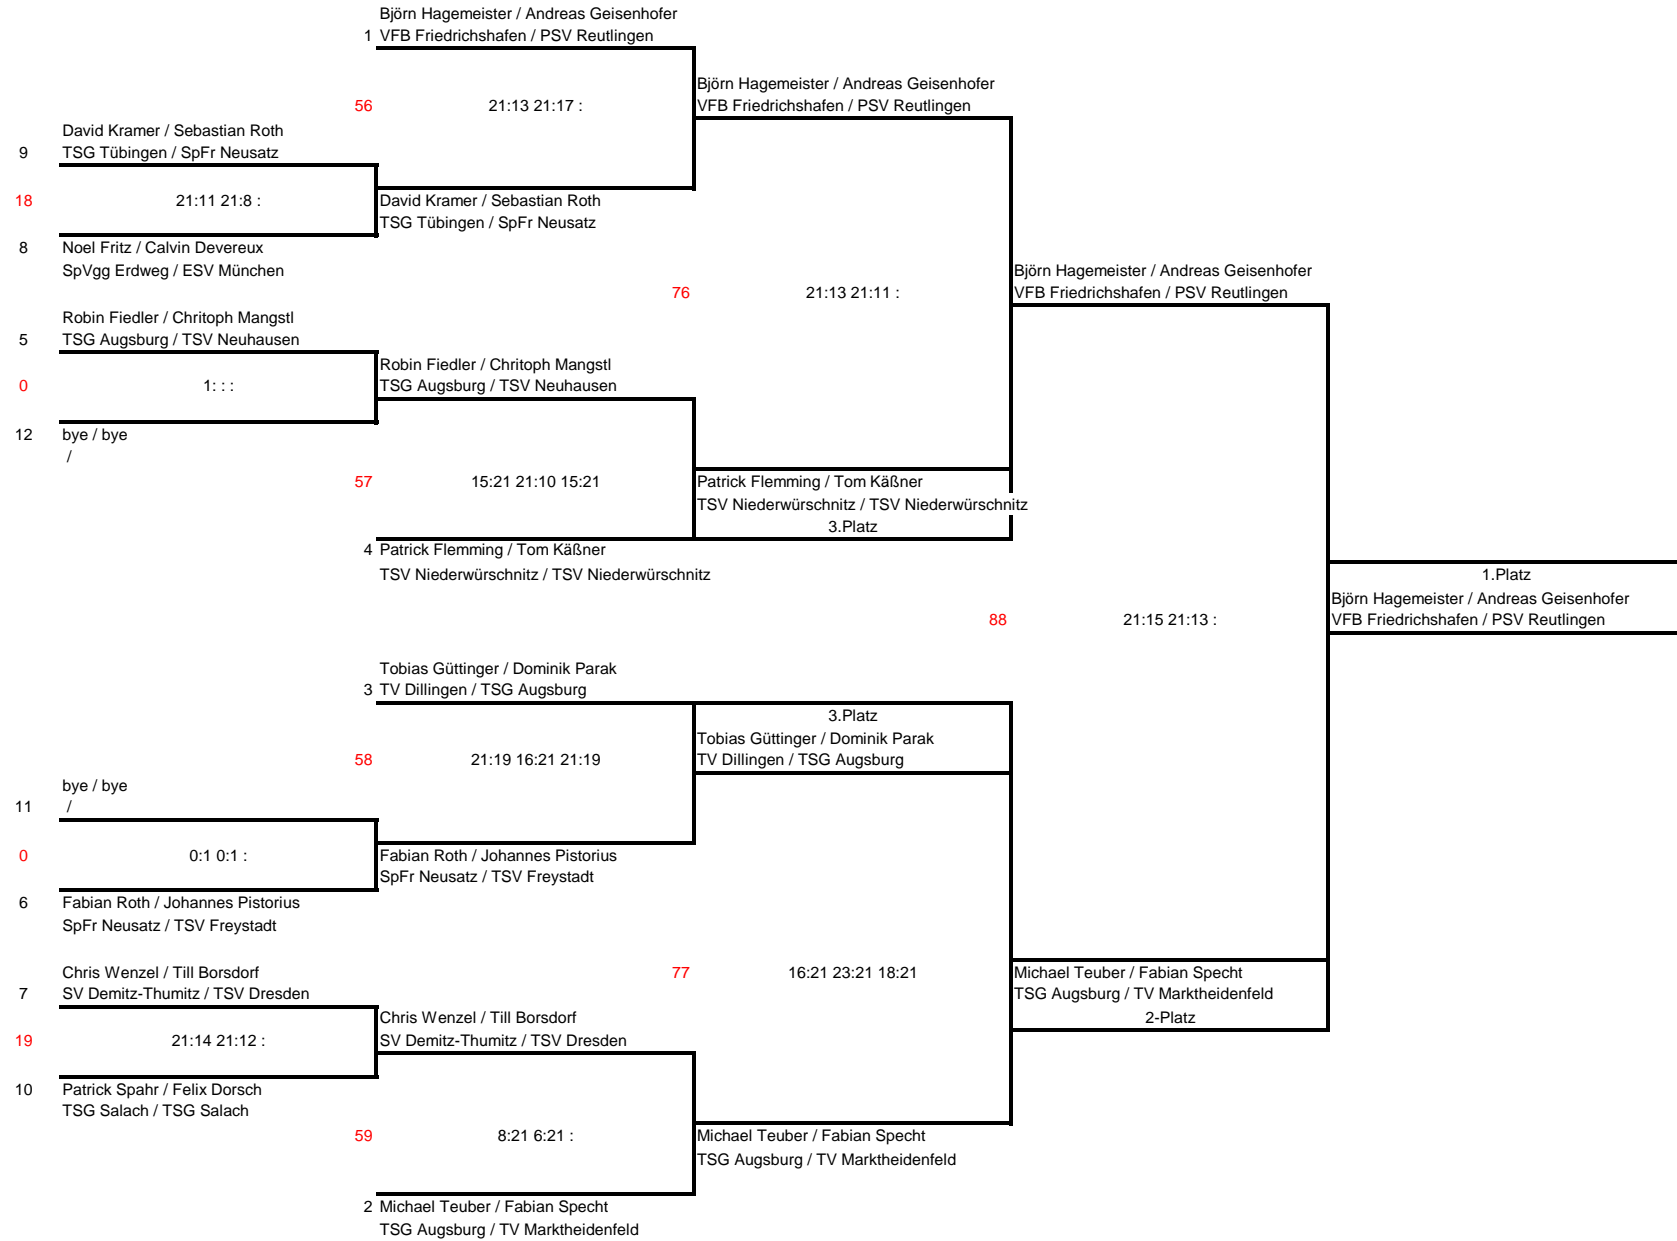 Björn Hagemeister / Andreas Geisenhofer
1 VFB Friedrichshafen / PSV Reutlingen
Björn Hagemeister / Andreas Geisenhofer
56 21:13 21:17 : VFB Friedrichshafen / PSV Reutlingen
David Kramer / Sebastian Roth
9 TSG Tübingen / SpFr Neusatz
18 21:11 21:8 : David Kramer / Sebastian Roth
TSG Tübingen / SpFr Neusatz
8 Noel Fritz / Calvin Devereux
SpVgg Erdweg / ESV München Björn Hagemeister / Andreas Geisenhofer
76 21:13 21:11 : VFB Friedrichshafen / PSV Reutlingen
Robin Fiedler / Chritoph Mangstl
5 TSG Augsburg / TSV Neuhausen
Robin Fiedler / Chritoph Mangstl
0 1: : : TSG Augsburg / TSV Neuhausen
12 bye / bye
/
57 15:21 21:10 15:21 Patrick Flemming / Tom Käßner
TSV Niederwürschnitz / TSV Niederwürschnitz
3.Platz
4 Patrick Flemming / Tom Käßner
TSV Niederwürschnitz / TSV Niederwürschnitz 1.Platz
Björn Hagemeister / Andreas Geisenhofer
88 21:15 21:13 : VFB Friedrichshafen / PSV Reutlingen
Tobias Güttinger / Dominik Parak
3 TV Dillingen / TSG Augsburg
3.Platz
Tobias Güttinger / Dominik Parak
58 21:19 16:21 21:19 TV Dillingen / TSG Augsburg
bye / bye
11 /
0 0:1 0:1 : Fabian Roth / Johannes Pistorius
SpFr Neusatz / TSV Freystadt
6 Fabian Roth / Johannes Pistorius
SpFr Neusatz / TSV Freystadt
Chris Wenzel / Till Borsdorf 77 16:21 23:21 18:21 Michael Teuber / Fabian Specht
7 SV Demitz-Thumitz / TSV Dresden TSG Augsburg / TV Marktheidenfeld
Chris Wenzel / Till Borsdorf 2-Platz
19 21:14 21:12 : SV Demitz-Thumitz / TSV Dresden
10 Patrick Spahr / Felix Dorsch
TSG Salach / TSG Salach
59 8:21 6:21 : Michael Teuber / Fabian Specht
TSG Augsburg / TV Marktheidenfeld
2 Michael Teuber / Fabian Specht
TSG Augsburg / TV Marktheidenfeld